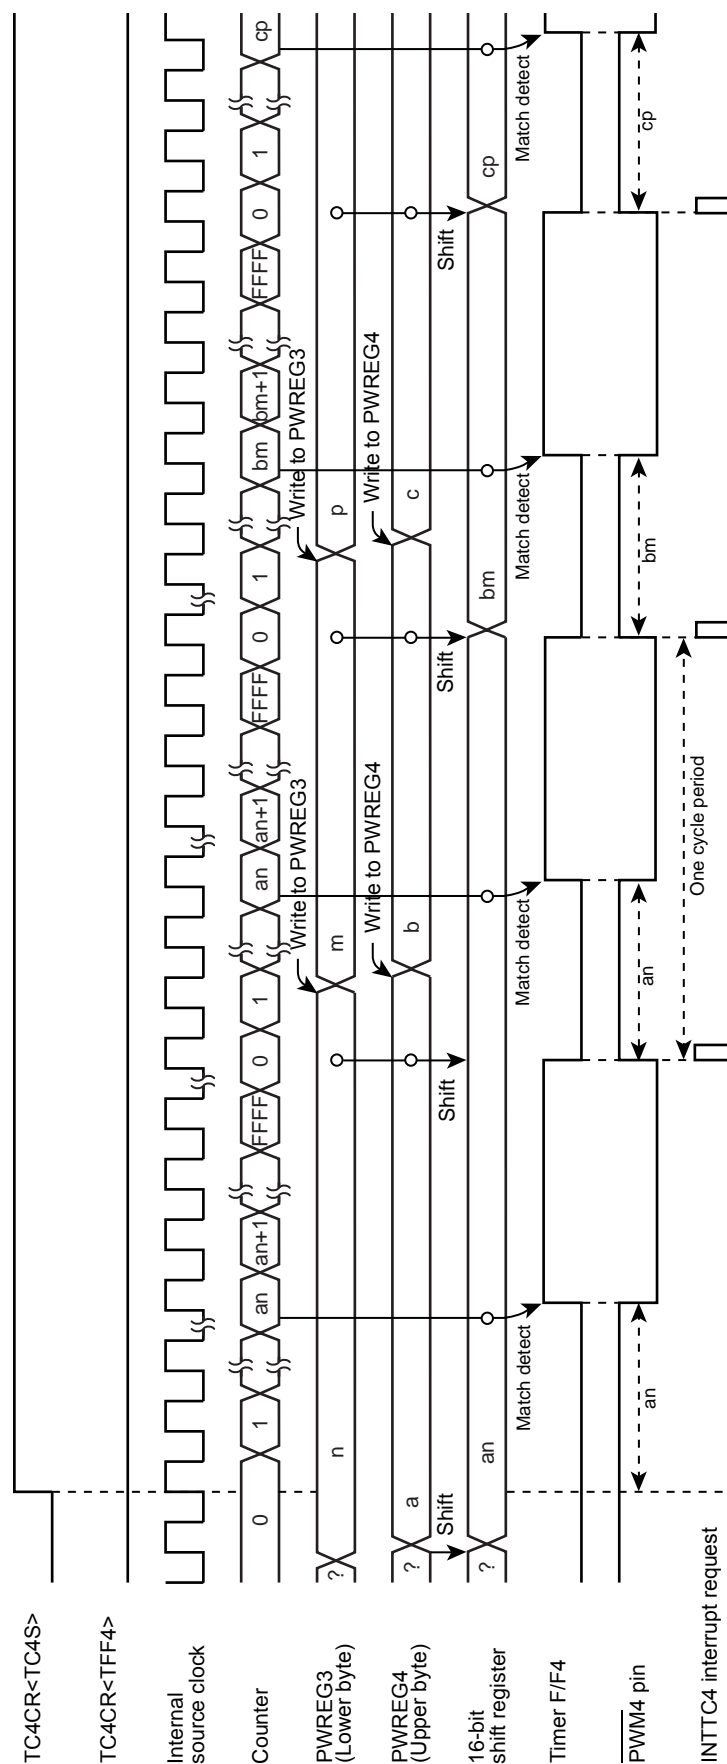 TC4CR<TC4S>
TC4CR<TFF4>
Internal
source clock
Counter 0 1 an an+1 FFFF 0 1 an an+1 FFFF 0 1 bm bm+1 FFFF 0 1 cp
Write to PWREG3 Write to PWREG3
PWREG3
(Lower byte) ? n m p
Write to PWREG4 Write to PWREG4
PWREG4
(Upper byte) ? a b c
Shift Shift Shift Shift
16-bit
shift register ? an bm cp
Match detect Match detect Match detect Match detect
Timer F/F4
PWM4 pin an an bm cp
One cycle period
INTTC4 interrupt request